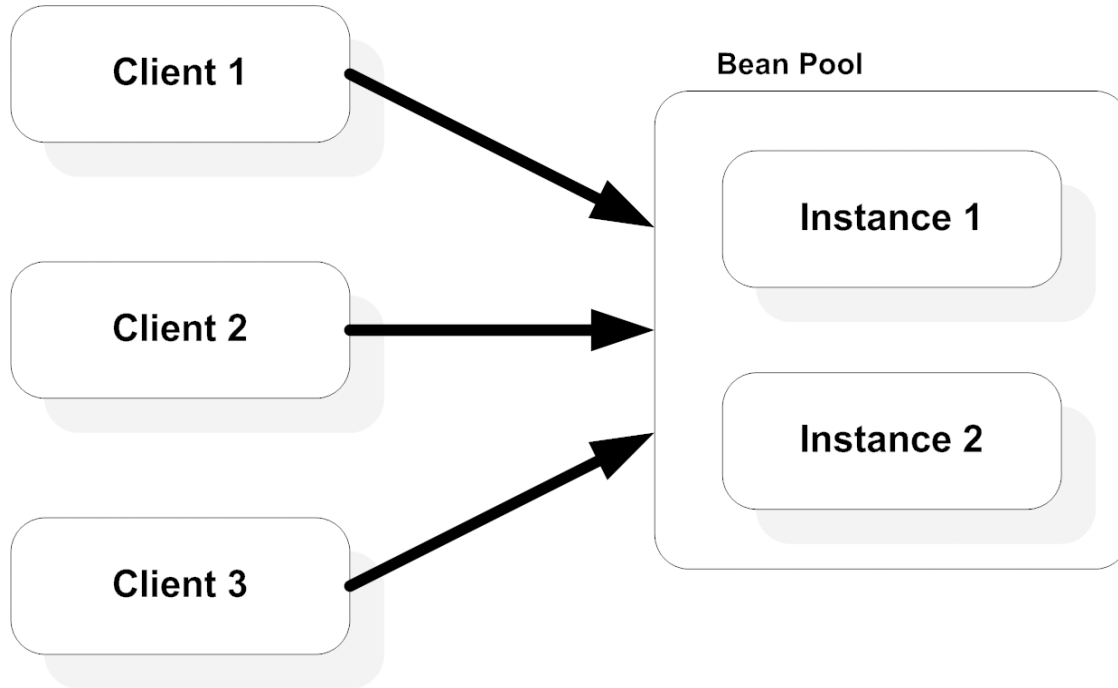 Client 1
Bean Pool
Instance 1
Client 2
Instance 2
Client 3